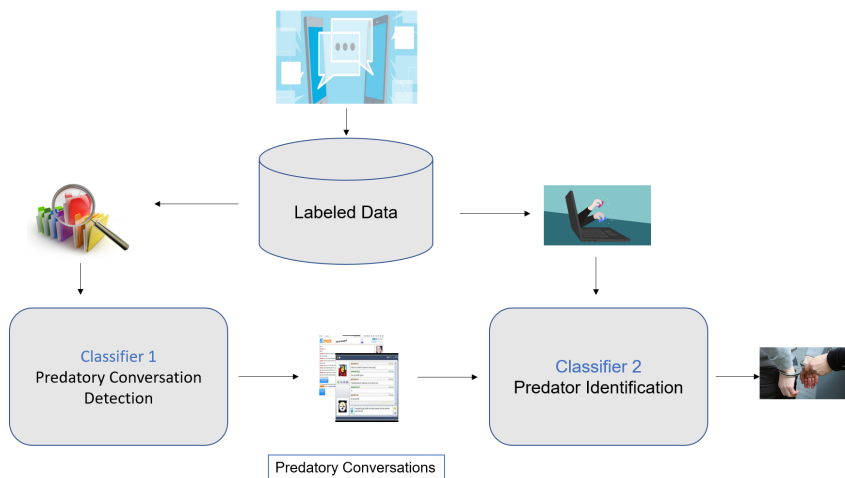 Labeled Data
Classifier 1
Predatory Conversation
Detection
Classifier 2
Predator Identification
Predatory Conversations